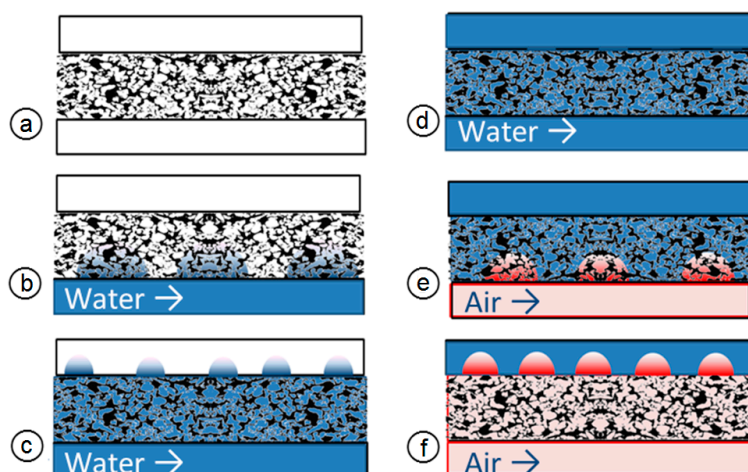 a
b
Water →
c
Water →
d
Water →
e
Air →
f
Air →